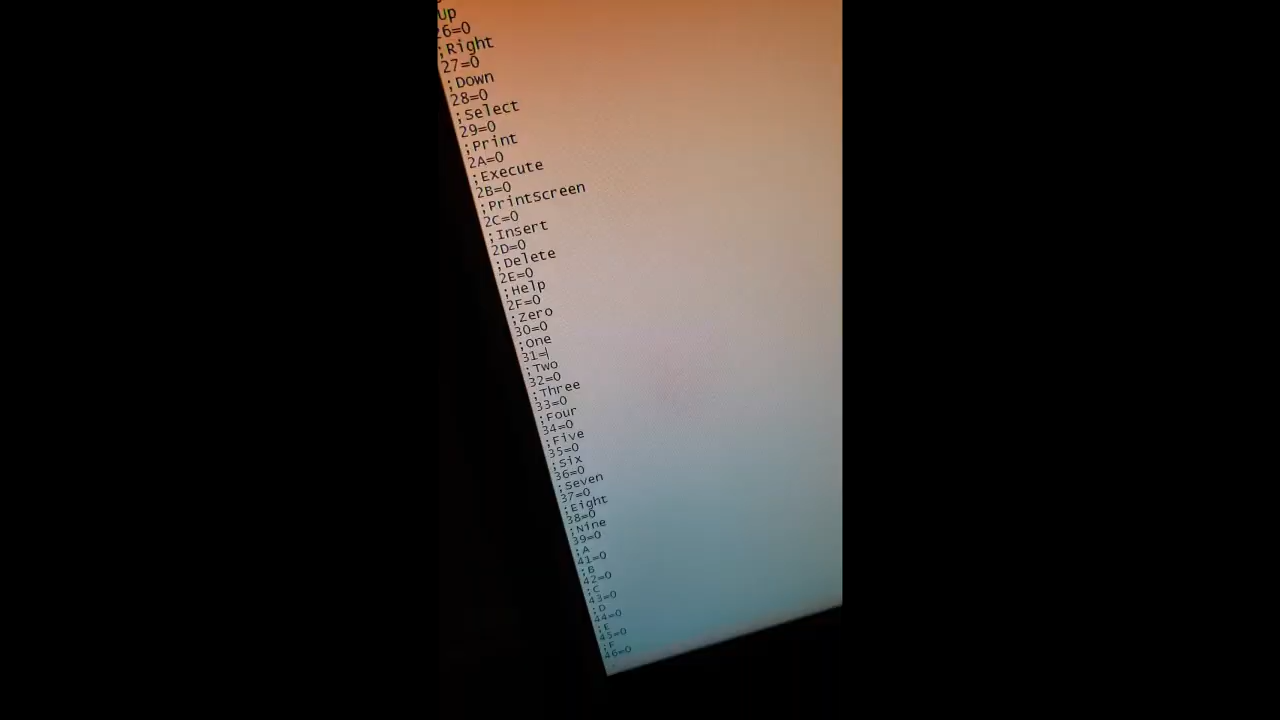 Up
26=0
;Right
27=0
;Down
28=0
;Select
29=0
;Print
2A=0
;Execute
2B=0
;PrintScreen
2C=0
;Insert
2D=0
;Delete
2E=0
;Help
2F=0
;Zero
30=0
;One
31=
;Two
32=0
;Three
33=0
;Four
34=0
;Five
35=0
;Six
36=0
;Seven
37=0
;Eight
38=0
;Nine
39=0
;A
41=0
;B
42=0
;C
43=0
;D
44=0
;E
45=0
;F
46=0